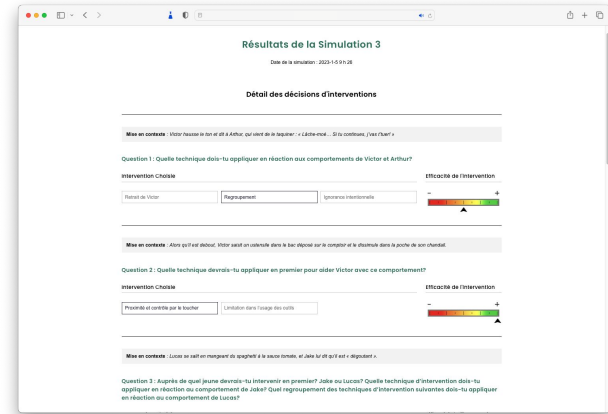 Résultats de la Simulation 3
Date de la simulation : 2023-1-5 9 h 26
Détail des décisions d'interventions
Mise en contexte : Victor hausse le ton et dit à Arthur, qui vient de le taquiner : « Lâche-moé... Si tu continues, j'vas t'tuer! »
Question 1 : Quelle technique dois-tu appliquer en réaction aux comportements de Victor et Arthur?
Intervention Choisie
Efficacité de l'intervention
Retrait de Victor
Regroupement
Ignorance intentionnelle
- +
Mise en contexte : Alors qu'il est debout, Victor saisit un ustensile dans le bac déposé sur le comptoir et le dissimule dans la poche de son chandail.
Question 2 : Quelle technique devrais-tu appliquer en premier pour aider Victor avec ce comportement?
Intervention Choisie
Efficacité de l'intervention
Proximité et contrôle par le toucher
Limitation dans l'usage des outils
- +
Mise en contexte : Lucas se salit en mangeant du spaghetti à la sauce tomate, et Jake lui dit qu'il est « dégoutant ».
Question 3 : Auprès de quel jeune devrais-tu intervenir en premier? Jake ou Lucas? Quelle technique d'intervention dois-tu
appliquer en réaction au comportement de Jake? Quel regroupement des techniques d'intervention suivantes dois-tu appliquer
en réaction au comportement de Lucas?